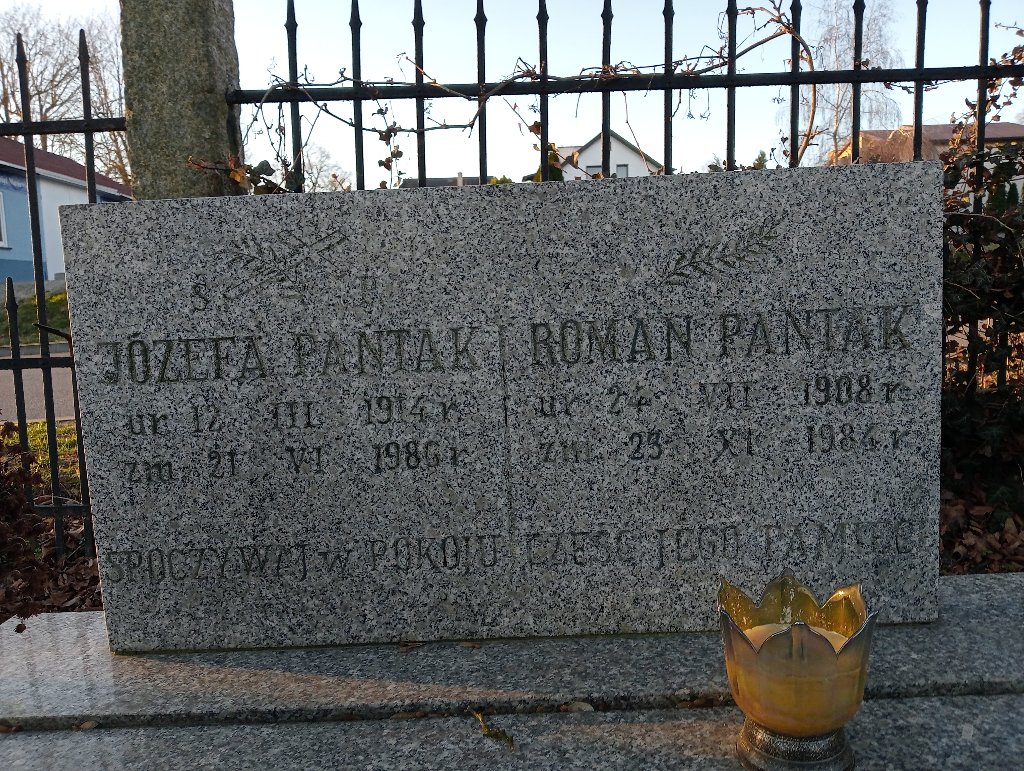 Ś P
JÓZEFA PANTAK
ur 12 III. 1914 r.
zm 21 VI 1986 r.
SPOCZYWAJ W POKOJU
ROMAN PANTAK
ur 24 VII 1908 r.
zm 23 XI 1984 r.
CZEŚĆ JEGO PAMIĘĆ